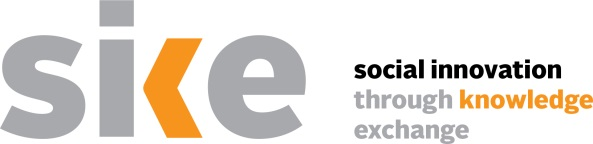 sike
social innovation
through knowledge
exchange